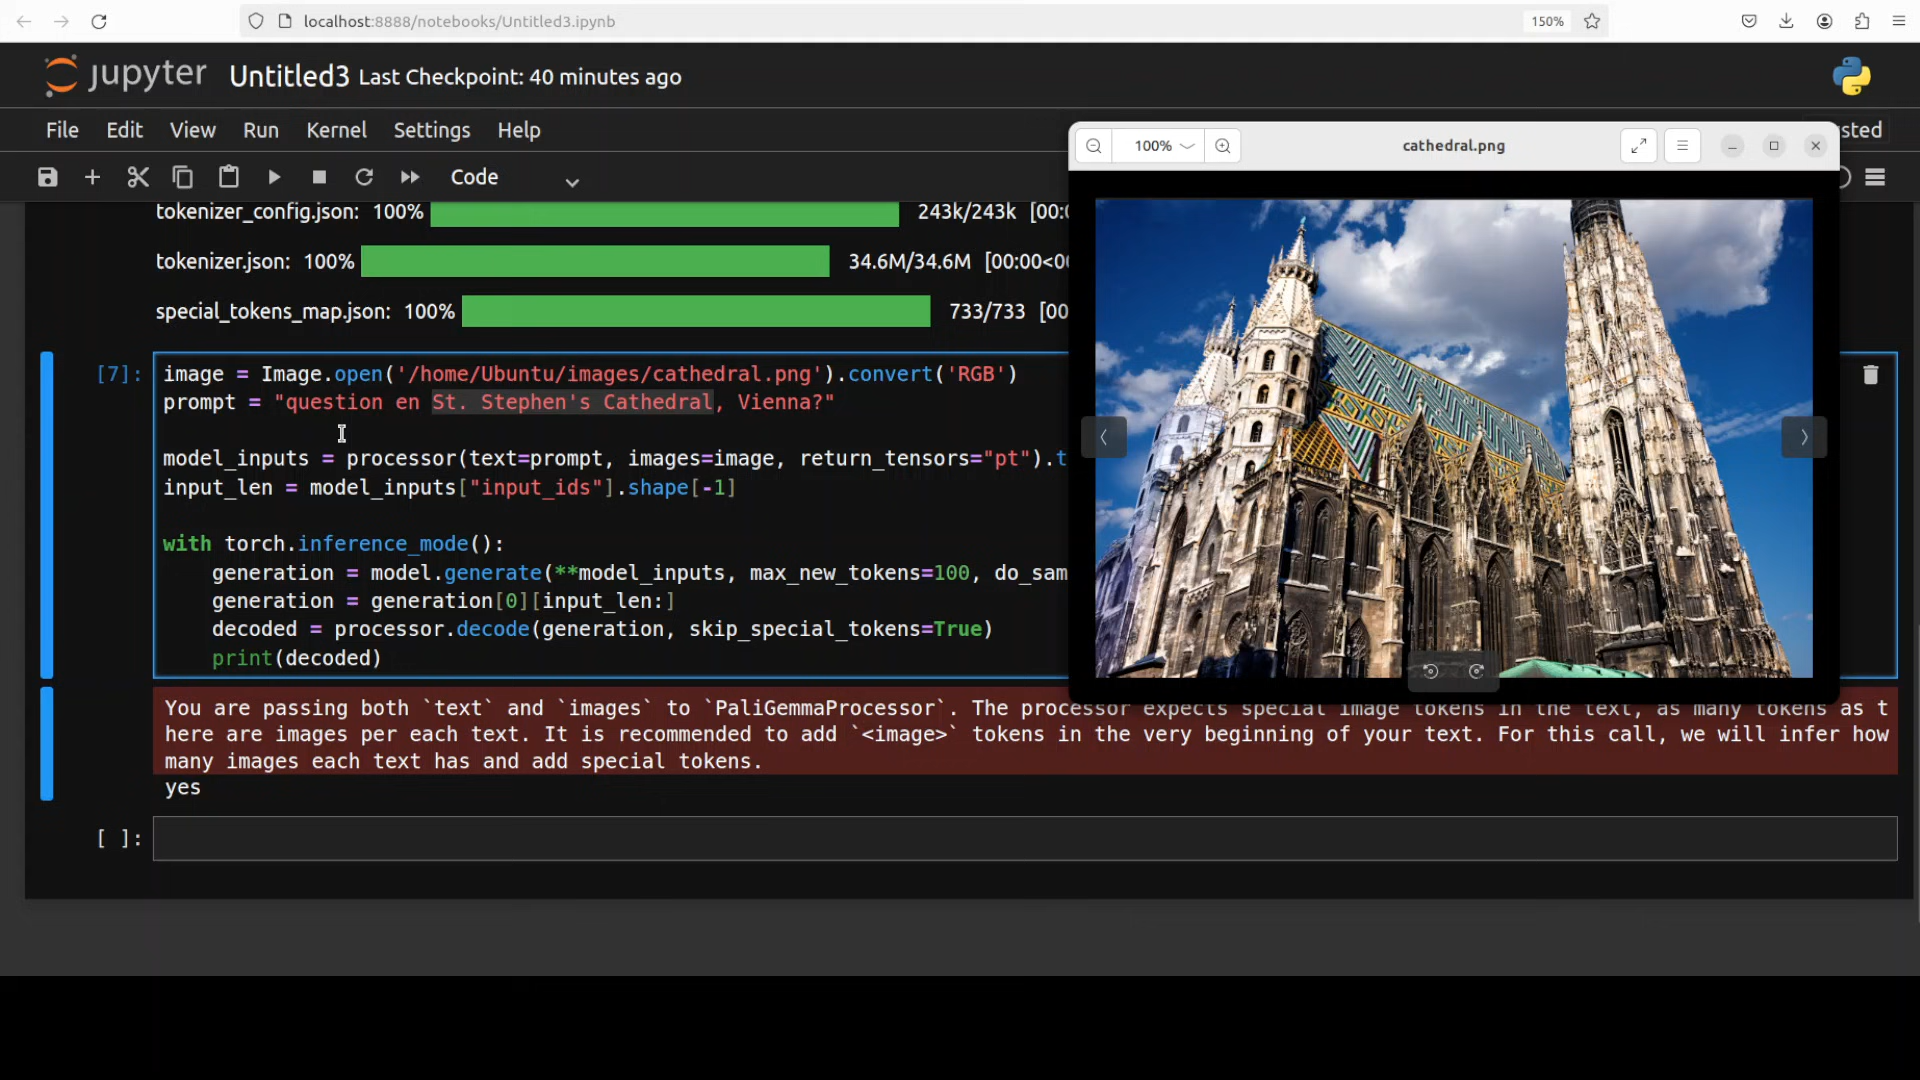 localhost:8888/notebooks/Untitled3.ipynb
150%
jupyter Untitled3 Last Checkpoint: 40 minutes ago
File Edit View Run Kernel Settings Help
sted
Code
100%
cathedral.png
tokenizer_config.json: 100% 243k/243k [00:0
tokenizer.json: 100% 34.6M/34.6M [00:00<00
special_tokens_map.json: 100% 733/733 [00
[7]: image = Image.open('/home/Ubuntu/images/cathedral.png').convert('RGB')
prompt = "question en St. Stephen's Cathedral, Vienna?"
model_inputs = processor(text=prompt, images=image, return_tensors="pt").t
input_len = model_inputs["input_ids"].shape[-1]
with torch.inference_mode():
generation = model.generate(**model_inputs, max_new_tokens=100, do_sam
generation = generation[0][input_len:]
decoded = processor.decode(generation, skip_special_tokens=True)
print(decoded)
You are passing both `text` and `images` to `PaliGemmaProcessor`. The processor expects special image tokens in the text, as many tokens as t
here are images per each text. It is recommended to add `<image>` tokens in the very beginning of your text. For this call, we will infer how
many images each text has and add special tokens.
yes
[ ]: